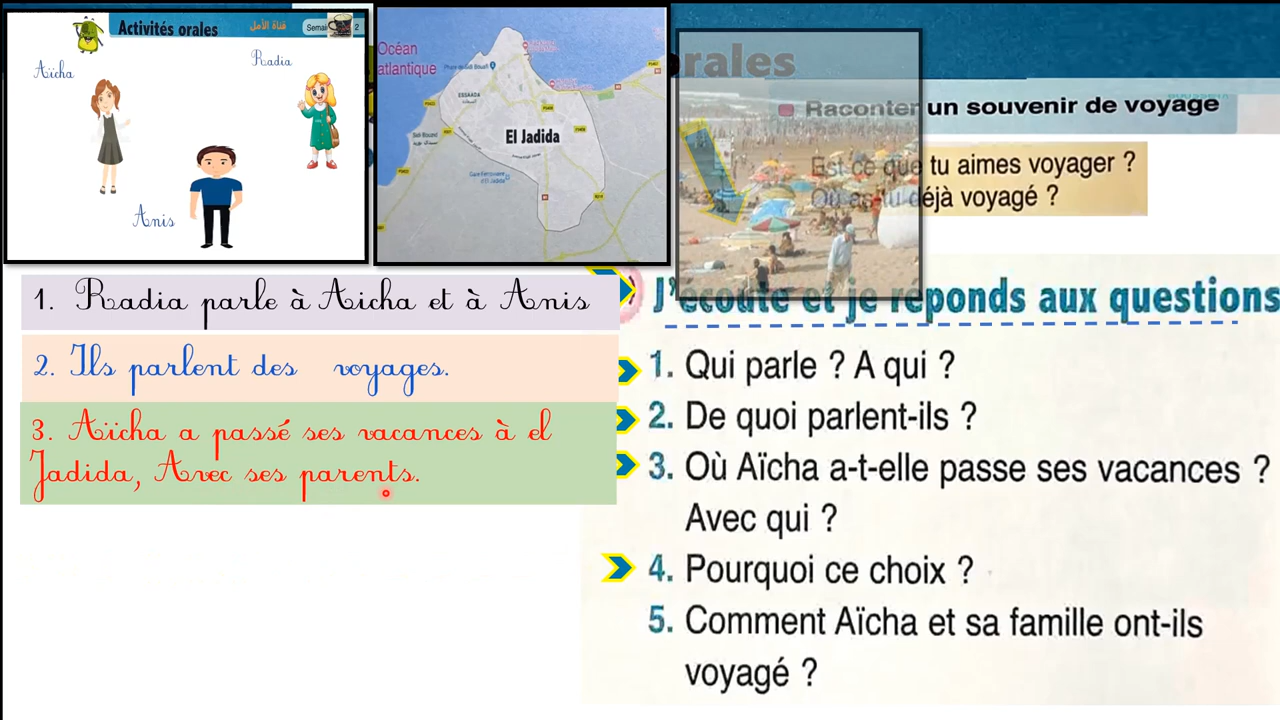 Activités orales
قناة الأمل
Semai
2
Aïcha
Radia
Anis
Océan
atlantique
ESSAADA
El Jadida
orales
Raconter un souvenir de voyage
Est ce que tu aimes voyager ?
Où as-tu déjà voyagé ?
1. Radia parle à Aicha et à Anis
2. Ils parlent des voyages.
3. Aïcha a passé ses vacances à el
Jadida, Avec ses parents.
J'écoute et je réponds aux questions
1. Qui parle ? A qui ?
2. De quoi parlent-ils ?
3. Où Aïcha a-t-elle passe ses vacances ?
Avec qui ?
4. Pourquoi ce choix ?
5. Comment Aïcha et sa famille ont-ils
voyagé ?